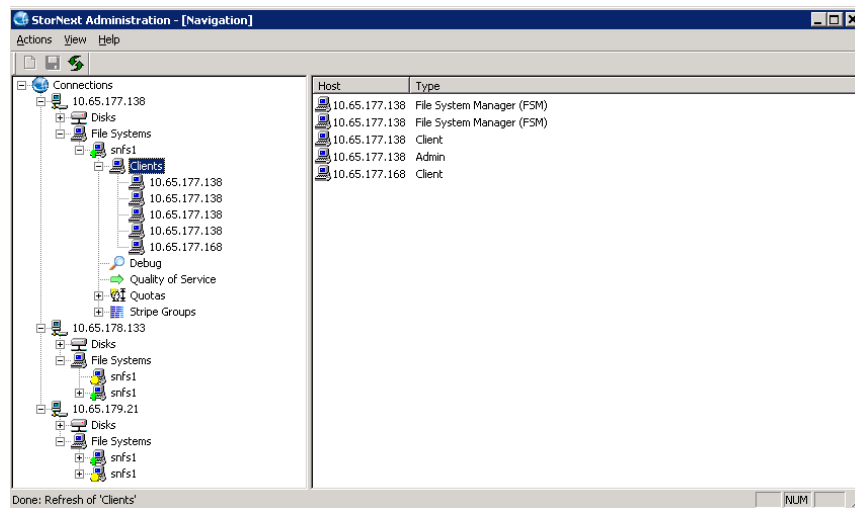 StorNext Administration - [Navigation]
Actions View Help
Connections
10.65.177.138
Disks
File Systems
snfs1
Clients
10.65.177.138
10.65.177.138
10.65.177.138
10.65.177.138
10.65.177.168
Debug
Quality of Service
Quotas
Stripe Groups
10.65.178.133
Disks
File Systems
snfs1
snfs1
10.65.179.21
Disks
File Systems
snfs1
snfs1
Host Type
10.65.177.138 File System Manager (FSM)
10.65.177.138 File System Manager (FSM)
10.65.177.138 Client
10.65.177.138 Admin
10.65.177.168 Client
Done: Refresh of 'Clients'
NUM